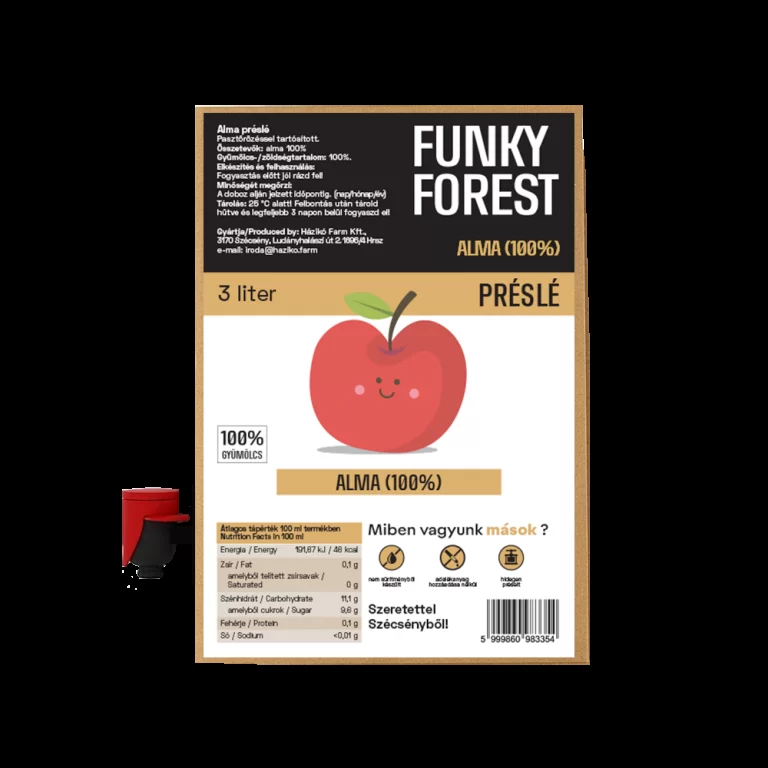 Alma préslé
Pasztőrözéssel tartósított.
Összetevők: alma 100%
Gyümölcs-/zöldségtartalom: 100%.
Elkészítés és felhasználás:
Fogyasztás előtt jól rázd fel!
Minőségét megőrzi:
A doboz alján jelzett időpontig. (nap/hónap/év)
Tárolás: 25 °C alatt! Felbontás után tárold
hűtve és legfeljebb 3 napon belül fogyaszd el!
Gyártja/Produced by: Házikó Farm Kft.,
3170 Szécsény, Ludányhalászi út 2. 1696/4 Hrsz
e-mail: iroda@haziko.farm
FUNKY
FOREST
ALMA (100%)
3 liter
PRÉSLÉ
100%
GYÜMÖLCS
ALMA (100%)
Átlagos tápérték 100 ml termékben
Nutrition Facts in 100 ml
Energia / Energy 191,67 kJ / 46 kcal
Zsír / Fat 0,1 g
amelyből telített zsírsavak /
Saturated 0 g
Szénhidrát / Carbohydrate 11,1 g
amelyből cukrok / Sugar 9,6 g
Fehérje / Protein 0,1 g
Só / Sodium <0,01 g
Miben vagyunk mások ?
nem sűrítményből
készült
adalékanyag
hozzáadása nélkül
hidegen
préselt
Szeretettel
Szécsényből!
5 999860 983354